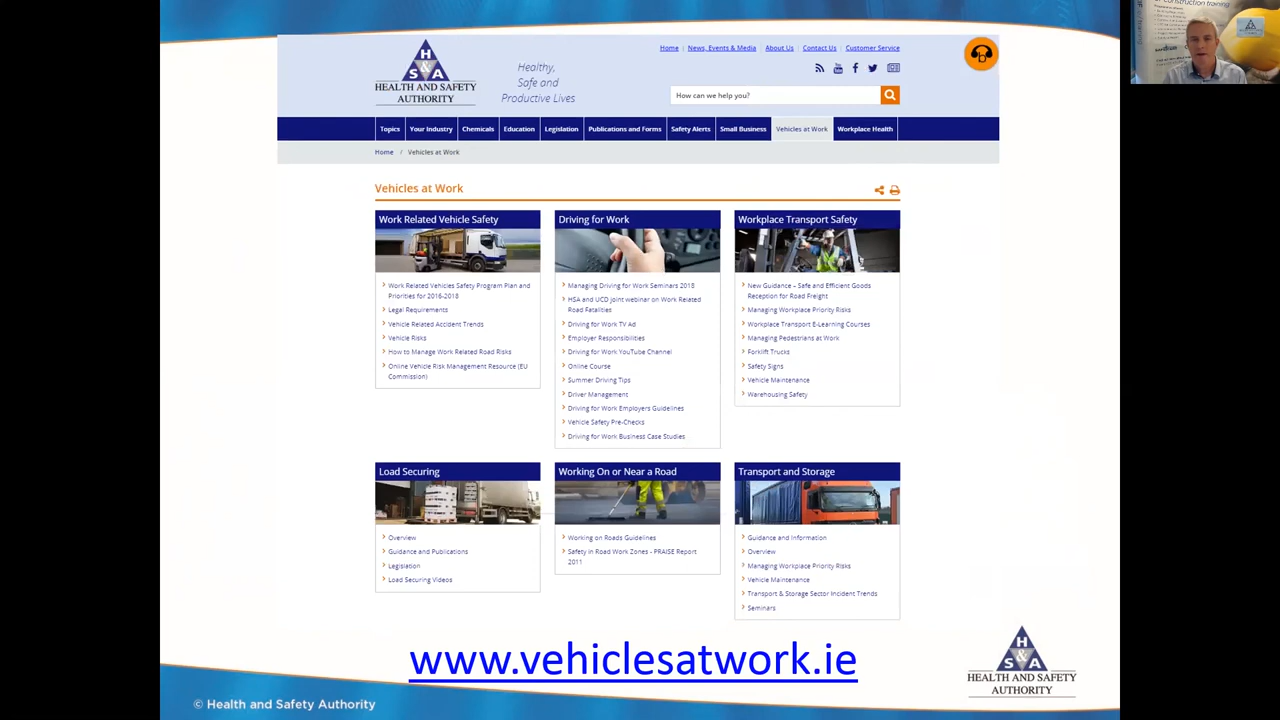 HEALTH AND SAFETY
AUTHORITY
Healthy,
Safe and
Productive Lives
Home News, Events & Media About Us Contact Us Customer Service
How can we help you?
Topics Your Industry Chemicals Education Legislation Publications and Forms Safety Alerts Small Business Vehicles at Work Workplace Health
Home / Vehicles at Work
Vehicles at Work
Work Related Vehicle Safety
Work Related Vehicles Safety Program Plan and
Priorities for 2016-2018
Legal Requirements
Vehicle Related Accident Trends
Vehicle Risks
How to Manage Work Related Road Risks
Online Vehicle Risk Management Resource (EU
Commission)
Driving for Work
Managing Driving for Work Seminars 2018
HSA and UCD joint webinar on Work Related
Road Fatalities
Driving for Work TV Ad
Employer Responsibilities
Driving for Work YouTube Channel
Online Course
Summer Driving Tips
Driver Management
Driving for Work Employers Guidelines
Vehicle Safety Pre-Checks
Driving for Work Business Case Studies
Workplace Transport Safety
New Guidance – Safe and Efficient Goods
Reception for Road Freight
Managing Workplace Priority Risks
Workplace Transport E-Learning Courses
Managing Pedestrians at Work
Forklift Trucks
Safety Signs
Vehicle Maintenance
Warehousing Safety
Load Securing
Overview
Guidance and Publications
Legislation
Load Securing Videos
Working On or Near a Road
Working on Roads Guidelines
Safety in Road Work Zones - PRAISE Report
2011
Transport and Storage
Guidance and Information
Overview
Managing Workplace Priority Risks
Vehicle Maintenance
Transport & Storage Sector Incident Trends
Seminars
www.vehiclesatwork.ie
H
S & A
HEALTH AND SAFETY
AUTHORITY
© Health and Safety Authority
construction training